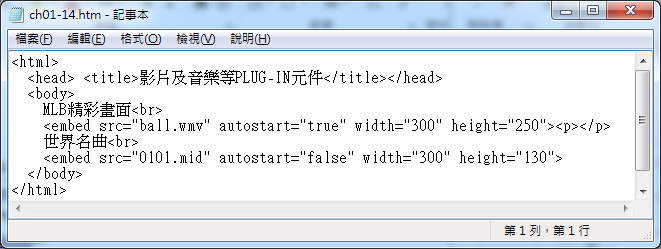 ch01-14.htm - 記事本
檔案(F) 編輯(E) 格式(O) 檢視(V) 說明(H)
<html>
  <head> <title>影片及音樂等PLUG-IN元件</title></head>
  <body>
    MLB精彩畫面<br>
    <embed src="ball.wmv" autostart="true" width="300" height="250"><p></p>
    世界名曲<br>
    <embed src="0101.mid" autostart="false" width="300" height="130">
  </body>
</html>
第 1 列，第 1 行